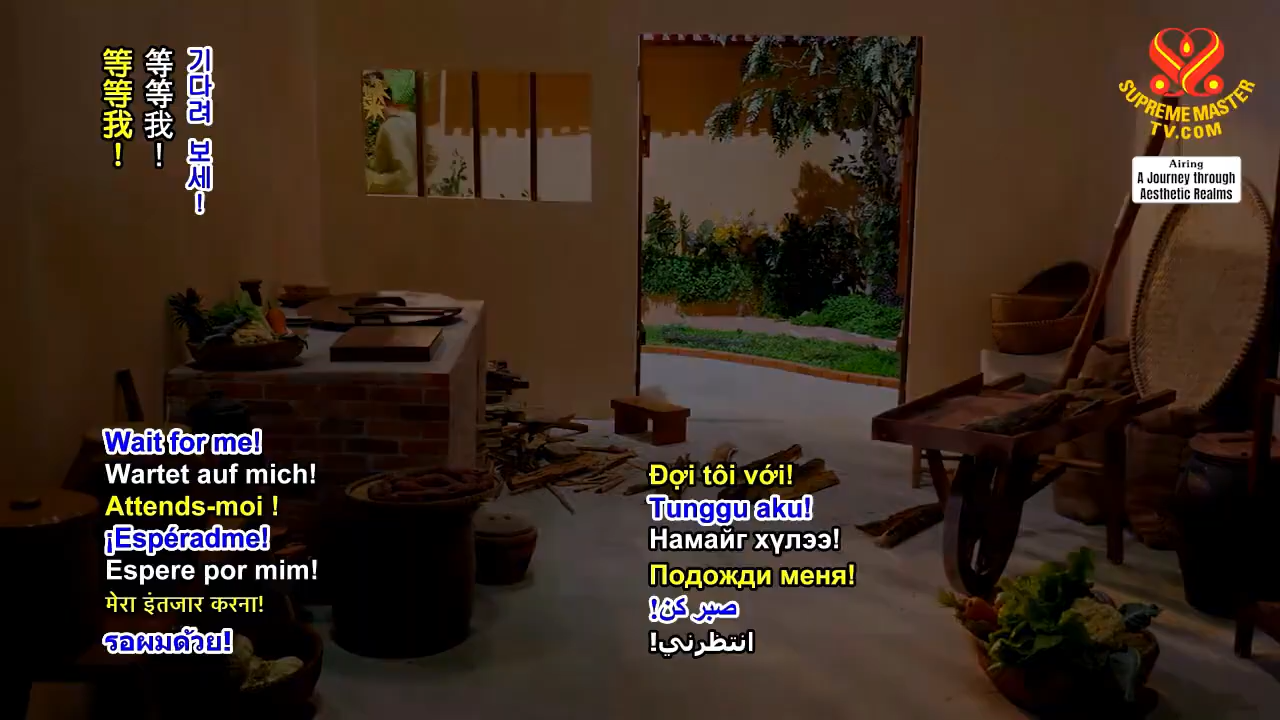 等等我！
等等我！
기다려 보세!
SUPREME MASTER
TV.COM
Airing
A Journey through
Aesthetic Realms
Wait for me!
Wartet auf mich!
Attends-moi !
¡Espéradme!
Espere por mim!
मेरा इंतजार करना!
รอผมด้วย!
Đợi tôi với!
Tunggu aku!
Намайг хүлээ!
Подожди меня!
صبر کن!
انتظرني!